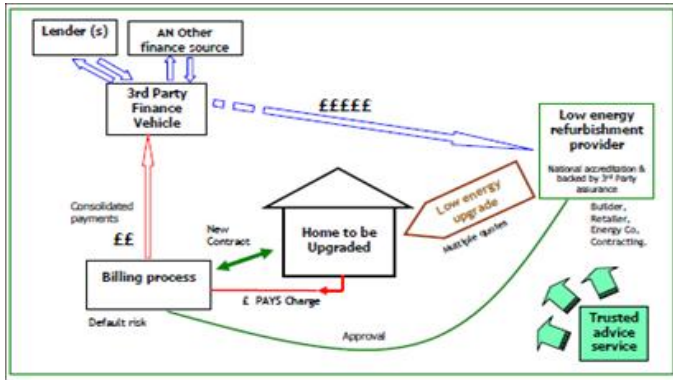 Lender (s)
AN Other
finance source
3rd Party
Finance
Vehicle
£££££
Low energy
refurbishment
provider
National accreditation &
backed by 3rd Party
assurance
Builder,
Retailer,
Energy Co,
Contracting.
Low energy
upgrade
Multiple quotes
Consolidated
payments
££
New
Contract
Home to be
Upgraded
Billing process
£ PAYS Charge
Default risk
Approval
Trusted
advice
service